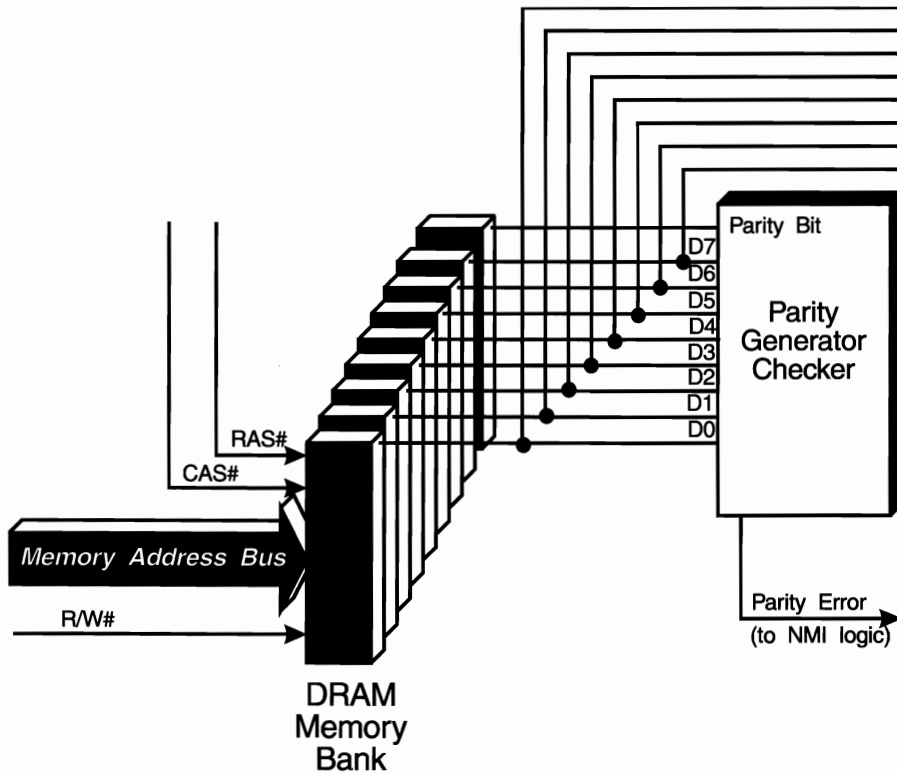 Parity Bit
D7
D6
D5
D4
D3
D2
D1
D0
Parity
Generator
Checker
RAS#
CAS#
Memory Address Bus
R/W#
Parity Error
(to NMI logic)
DRAM
Memory
Bank